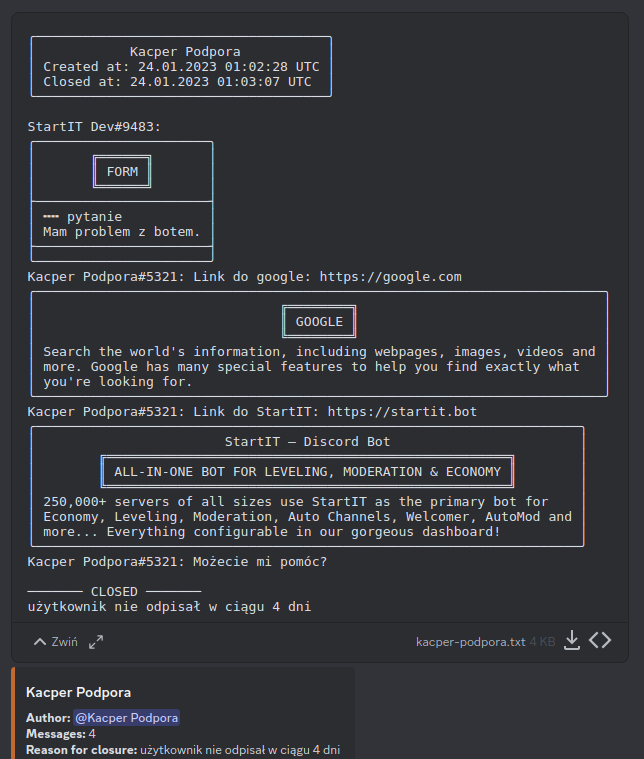 Kacper Podpora
Created at: 24.01.2023 01:02:28 UTC
Closed at: 24.01.2023 01:03:07 UTC
StartIT Dev#9483:
FORM
╍╍ pytanie
Mam problem z botem.
Kacper Podpora#5321: Link do google: https://google.com
GOOGLE
Search the world's information, including webpages, images, videos and
more. Google has many special features to help you find exactly what
you're looking for.
Kacper Podpora#5321: Link do StartIT: https://startit.bot
StartIT – Discord Bot
ALL-IN-ONE BOT FOR LEVELING, MODERATION & ECONOMY
250,000+ servers of all sizes use StartIT as the primary bot for
Economy, Leveling, Moderation, Auto Channels, Welcomer, AutoMod and
more... Everything configurable in our gorgeous dashboard!
Kacper Podpora#5321: Możecie mi pomóc?
─────── CLOSED ───────
użytkownik nie odpisał w ciągu 4 dni
Zwiń kacper-podpora.txt 4 KB
Kacper Podpora
Author: @Kacper Podpora
Messages: 4
Reason for closure: użytkownik nie odpisał w ciągu 4 dni